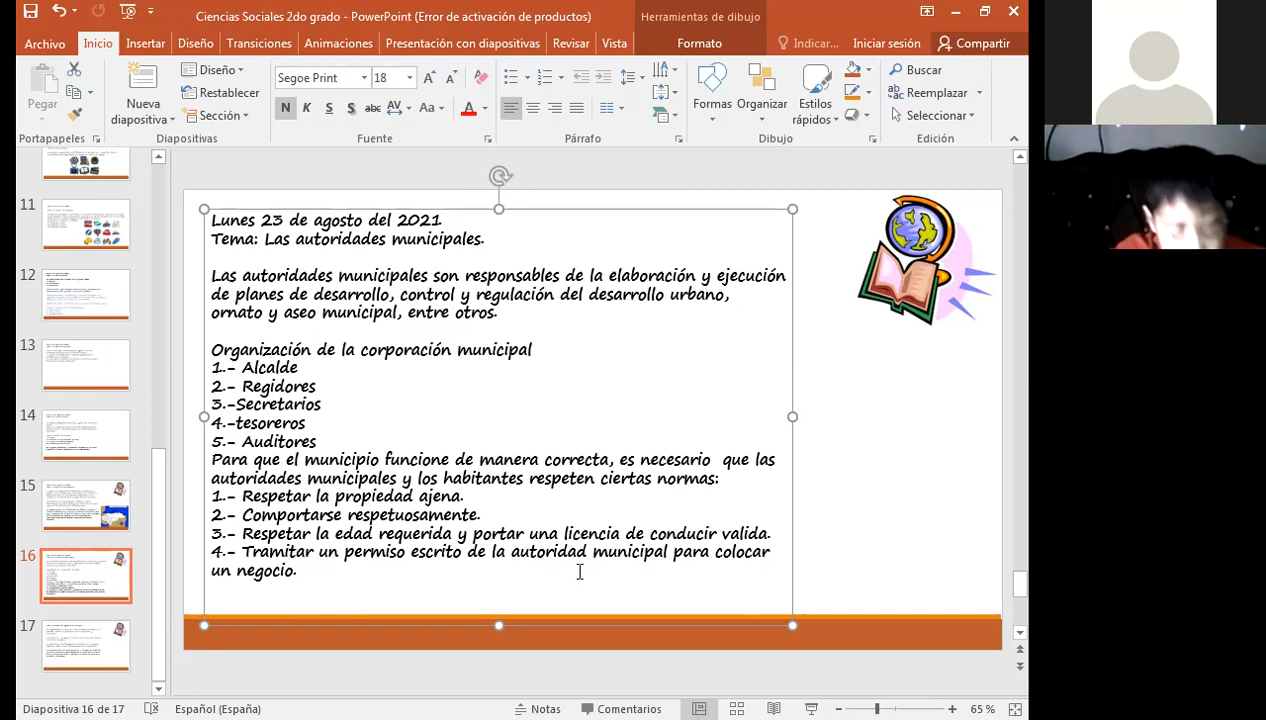 Ciencias Sociales 2do grado - PowerPoint (Error de activación de productos)
Herramientas de dibujo
Archivo Inicio Insertar Diseño Transiciones Animaciones Presentación con diapositivas Revisar Vista Formato Indicar... Iniciar sesión Compartir
Pegar
Nueva diapositiva
Diseño
Restablecer
Sección
Segoe Print 18
N K S S abc AV Aa A
Formas Organizar Estilos rápidos
Buscar
Reemplazar
Seleccionar
Portapapeles Diapositivas Fuente Párrafo Dibujo Edición
11
12
13
14
15
16
17
Lunes 23 de agosto del 2021
Tema: Las autoridades municipales.
Las autoridades municipales son responsables de la elaboración y ejecución
de planes de desarrollo, control y regulación del desarrollo urbano,
ornato y aseo municipal, entre otros.
Organización de la corporación municipal
1.- Alcalde
2.- Regidores
3.-Secretarios
4.-tesoreros
5.- Auditores
Para que el municipio funcione de manera correcta, es necesario que las
autoridades municipales y los habitantes respeten ciertas normas:
1.- Respetar la propiedad ajena.
2.- Comportarse respetuosamente.
3.- Respetar la edad requerida y portar una licencia de conducir valida.
4.- Tramitar un permiso escrito de la autoridad municipal para colocar
un negocio.
Diapositiva 16 de 17 Español (España) Notas Comentarios 65 %